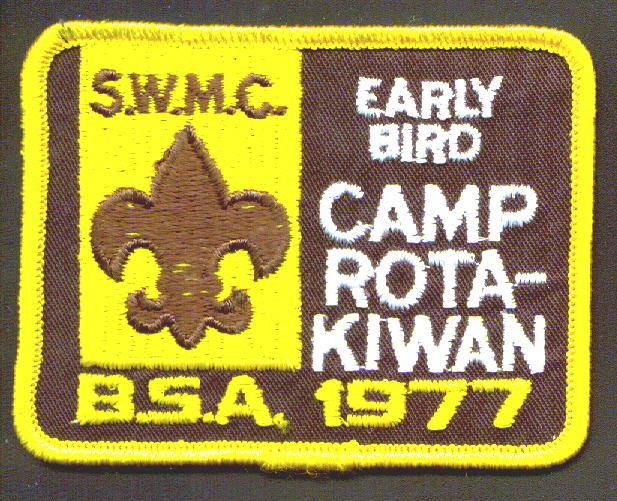 S.W.M.C.
EARLY
BIRD
CAMP
ROTA-
KIWAN
B.S.A. 1977